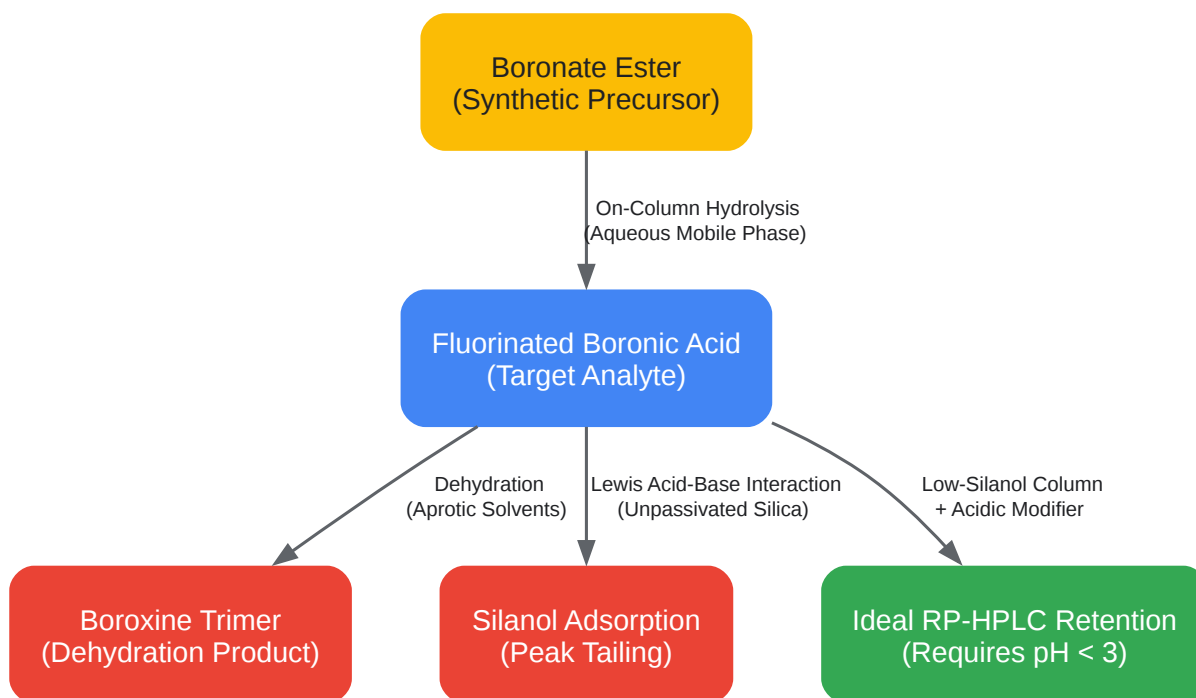 Boronate Ester
(Synthetic Precursor)
On-Column Hydrolysis
(Aqueous Mobile Phase)
Fluorinated Boronic Acid
(Target Analyte)
Dehydration
(Aprotic Solvents)
Lewis Acid-Base Interaction
(Unpassivated Silica)
Low-Silanol Column
+ Acidic Modifier
Boroxine Trimer
(Dehydration Product)
Silanol Adsorption
(Peak Tailing)
Ideal RP-HPLC Retention
(Requires pH < 3)